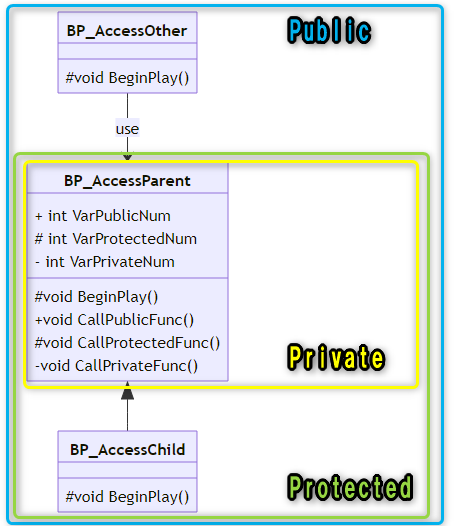 BP_AccessOther
Public
#void BeginPlay()
use
BP_AccessParent
+ int VarPublicNum
# int VarProtectedNum
- int VarPrivateNum
#void BeginPlay()
+void CallPublicFunc()
#void CallProtectedFunc()
-void CallPrivateFunc()
Private
BP_AccessChild
#void BeginPlay()
Protected